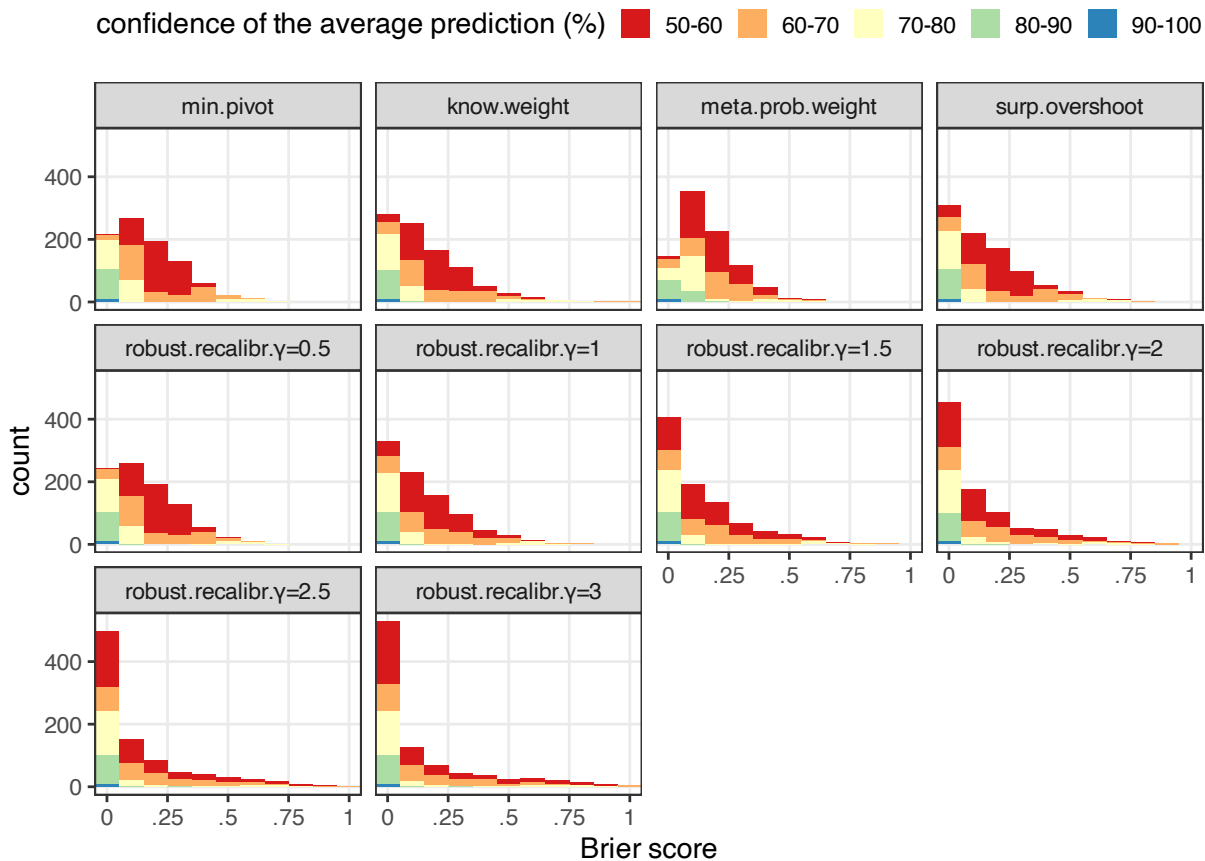 confidence of the average prediction (%) 50-60 60-70 70-80 80-90 90-100
min.pivot know.weight meta.prob.weight surp.overshoot
400
200
0
robust.recalibr.γ=0.5 robust.recalibr.γ=1 robust.recalibr.γ=1.5 robust.recalibr.γ=2
400
200
0
0 .25 .5 .75 1 0 .25 .5 .75 1
robust.recalibr.γ=2.5 robust.recalibr.γ=3
400
200
0
0 .25 .5 .75 1 0 .25 .5 .75 1
count
Brier score